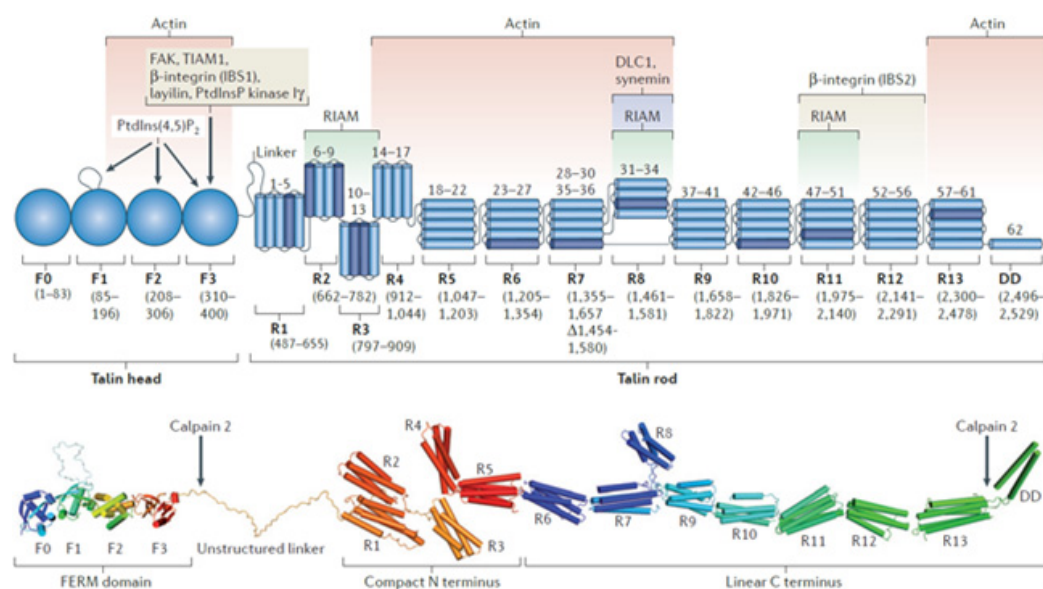 Actin
Actin
Actin
FAK, TIAM1,
β-integrin (IBS1),
layilin, PtdInsP kinase Iγ
DLC1,
synemin
β-integrin (IBS2)
PtdIns(4,5)P₂
RIAM
RIAM
RIAM
Linker
1–5
6–9
10–
13
14–17
18–22
23–27
28–30
35–36
31–34
37–41
42–46
47–51
52–56
57–61
62
F0
(1–83)
F1
(85–
196)
F2
(208–
306)
F3
(310–
400)
R1
(487–655)
R2
(662–782)
R3
(797–909)
R4
(912–
1,044)
R5
(1,047–
1,203)
R6
(1,205–
1,354)
R7
(1,355–
1,657
Δ1,454-
1,580)
R8
(1,461–
1,581)
R9
(1,658–
1,822)
R10
(1,826–
1,971)
R11
(1,975–
2,140)
R12
(2,141–
2,291)
R13
(2,300–
2,478)
DD
(2,496–
2,529)
Talin head
Talin rod
Calpain 2
Calpain 2
F0
F1
F2
F3
Unstructured linker
R1
R2
R3
R4
R5
R6
R7
R8
R9
R10
R11
R12
R13
DD
FERM domain
Compact N terminus
Linear C terminus